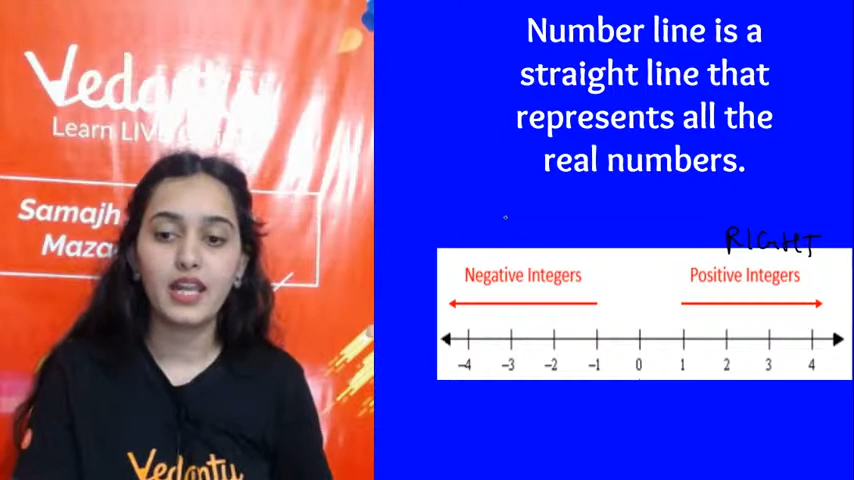 Vedantu
Learn LIVE
Samajh
Maza
Vedantu
Number line is a
straight line that
represents all the
real numbers.
RIGHT
Negative Integers
Positive Integers
-4 -3 -2 -1 0 1 2 3 4